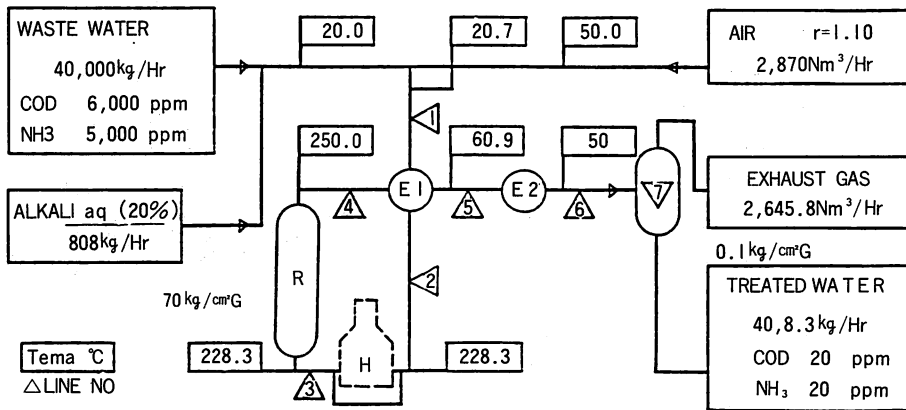 WASTE WATER
40,000kg/Hr
COD 6,000 ppm
NH3 5,000 ppm
20.0
20.7
50.0
AIR r=1.10
2,870Nm³/Hr
1
250.0
60.9
50
E1
E2
7
4
5
6
EXHAUST GAS
2,645.8Nm³/Hr
ALKALI aq (20%)
808kg/Hr
0.1kg/cm²G
R
2
70kg/cm²G
TREATED WATER
40,8.3kg/Hr
COD 20 ppm
NH₃ 20 ppm
H
Tema °C
228.3
228.3
△LINE NO
3